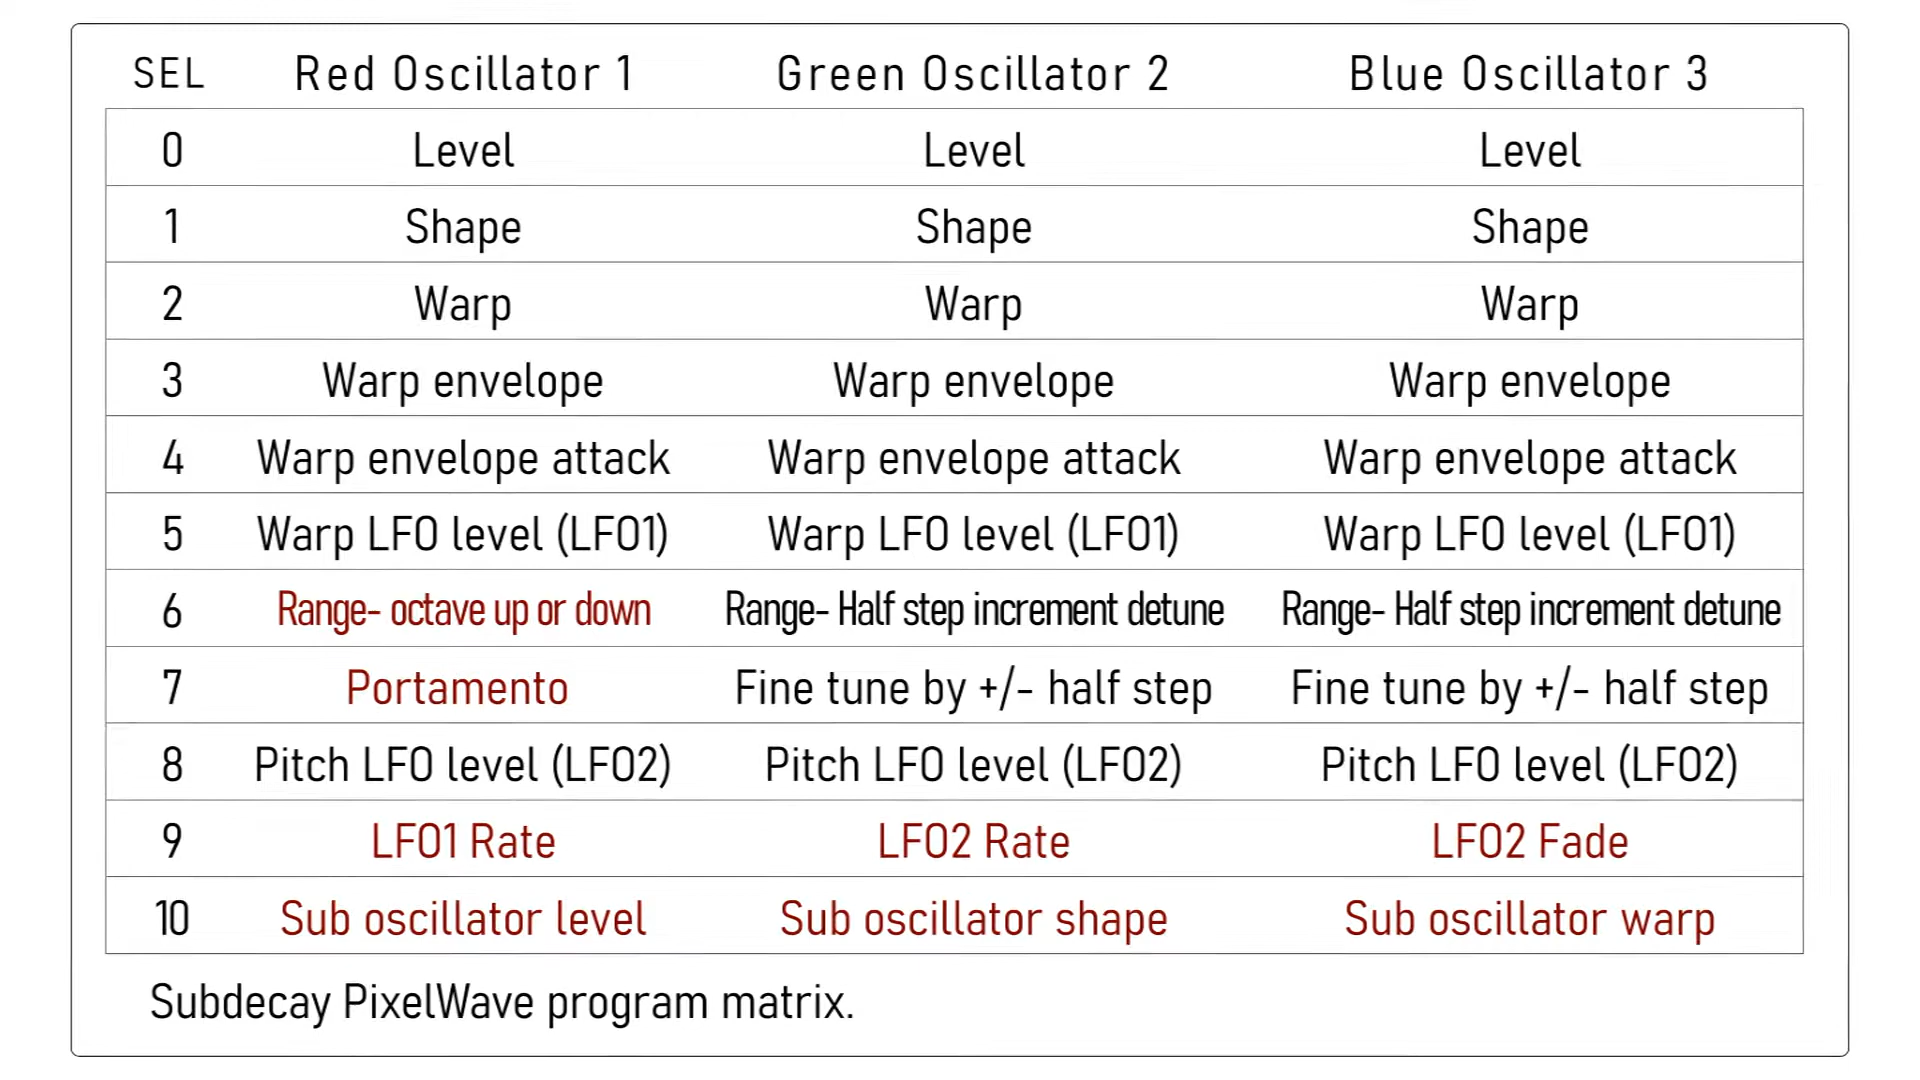 SEL Red Oscillator 1 Green Oscillator 2 Blue Oscillator 3
0 Level Level Level
1 Shape Shape Shape
2 Warp Warp Warp
3 Warp envelope Warp envelope Warp envelope
4 Warp envelope attack Warp envelope attack Warp envelope attack
5 Warp LFO level (LFO1) Warp LFO level (LFO1) Warp LFO level (LFO1)
6 Range- octave up or down Range- Half step increment detune Range- Half step increment detune
7 Portamento Fine tune by +/- half step Fine tune by +/- half step
8 Pitch LFO level (LFO2) Pitch LFO level (LFO2) Pitch LFO level (LFO2)
9 LFO1 Rate LFO2 Rate LFO2 Fade
10 Sub oscillator level Sub oscillator shape Sub oscillator warp
Subdecay PixelWave program matrix.